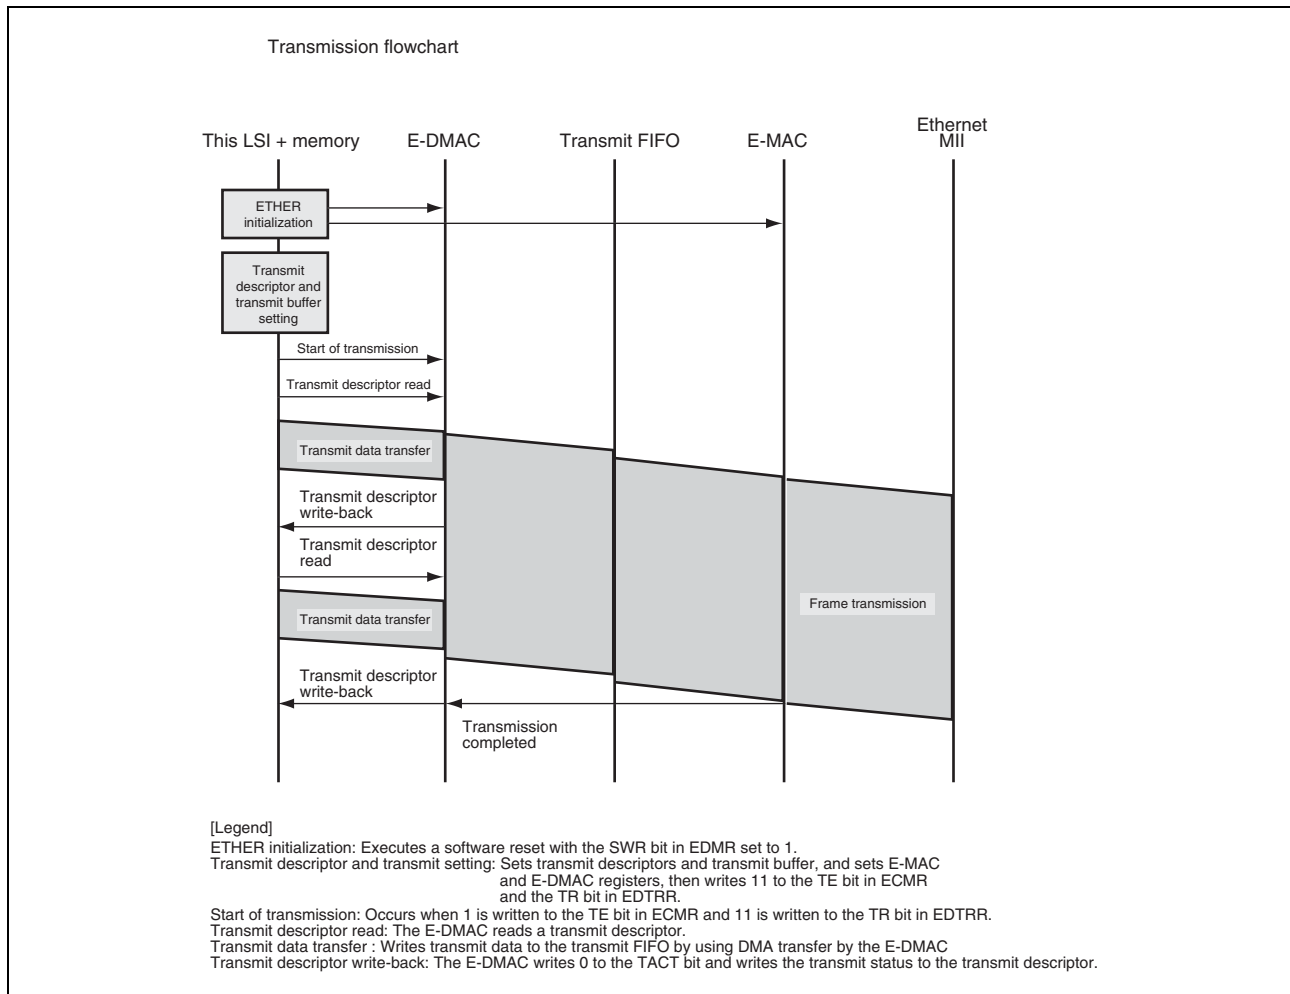 Transmission flowchart
This LSI + memory
E-DMAC
Transmit FIFO
E-MAC
Ethernet
MII
ETHER
initialization
Transmit
descriptor and
transmit buffer
setting
Start of transmission
Transmit descriptor read
Transmit data transfer
Transmit descriptor
write-back
Transmit descriptor
read
Frame transmission
Transmit data transfer
Transmit descriptor
write-back
Transmission
completed
[Legend]
ETHER initialization: Executes a software reset with the SWR bit in EDMR set to 1.
Transmit descriptor and transmit setting: Sets transmit descriptors and transmit buffer, and sets E-MAC
and E-DMAC registers, then writes 11 to the TE bit in ECMR
and the TR bit in EDTRR.
Start of transmission: Occurs when 1 is written to the TE bit in ECMR and 11 is written to the TR bit in EDTRR.
Transmit descriptor read: The E-DMAC reads a transmit descriptor.
Transmit data transfer : Writes transmit data to the transmit FIFO by using DMA transfer by the E-DMAC
Transmit descriptor write-back: The E-DMAC writes 0 to the TACT bit and writes the transmit status to the transmit descriptor.